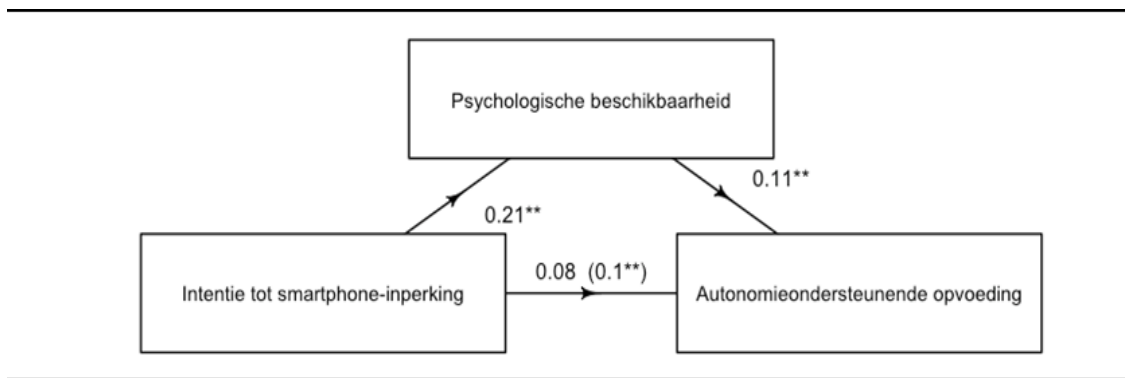 Psychologische beschikbaarheid
0.11**
0.21**
0.08 (0.1**)
Intentie tot smartphone-inperking
Autonomieondersteunende opvoeding